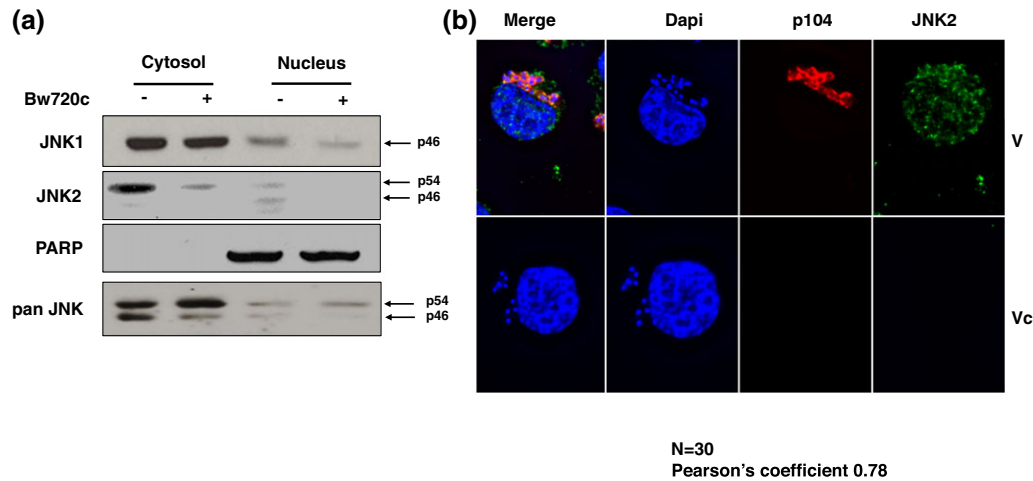 (a)
Cytosol Nucleus
Bw720c - + - +
JNK1 p46
JNK2 p54
p46
PARP
pan JNK p54
p46
(b)
Merge Dapi p104 JNK2
V
Vc
N=30
Pearson's coefficient 0.78